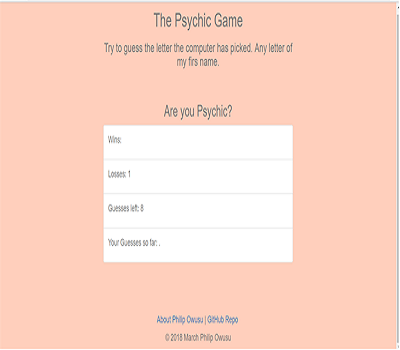 The Psychic Game
Try to guess the letter the computer has picked. Any letter of
my firs name.
Are you Psychic?
Wins:
Losses: 1
Guesses left: 8
Your Guesses so far: .
About Philip Owusu | GitHub Repo
© 2018 March Philip Owusu